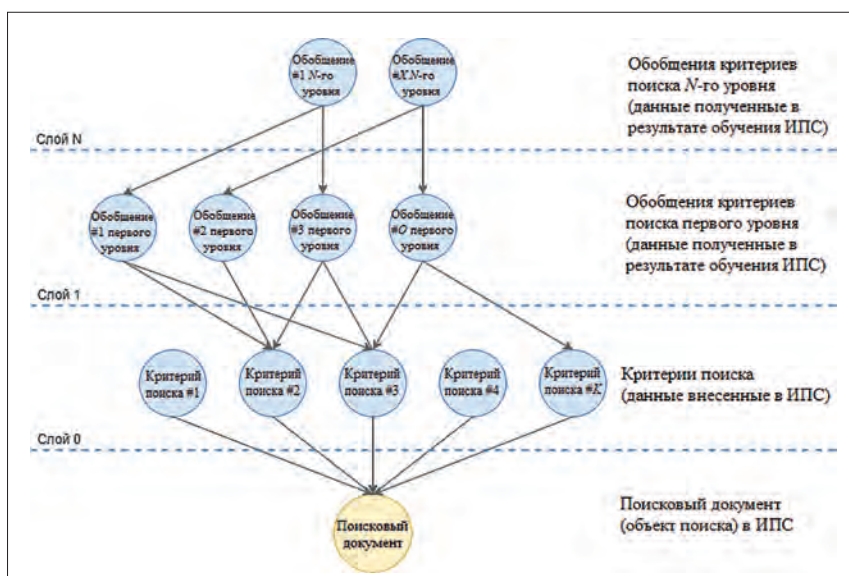 Обобщение
#1 N-го
уровня
Обобщение
#X N-го
уровня
Обобщения критериев
поиска N-го уровня
(данные полученные в
результате обучения ИПС)
Слой N
Обобщение
#1 первого
уровня
Обобщение
#2 первого
уровня
Обобщение
#3 первого
уровня
Обобщение
#O первого
уровня
Обобщения критериев
поиска первого уровня
(данные полученные в
результате обучения ИПС)
Слой 1
Критерий
поиска #1
Критерий
поиска #2
Критерий
поиска #3
Критерий
поиска #4
Критерий
поиска #K
Критерии поиска
(данные внесенные в ИПС)
Слой 0
Поисковый
документ
Поисковый документ
(объект поиска) в ИПС